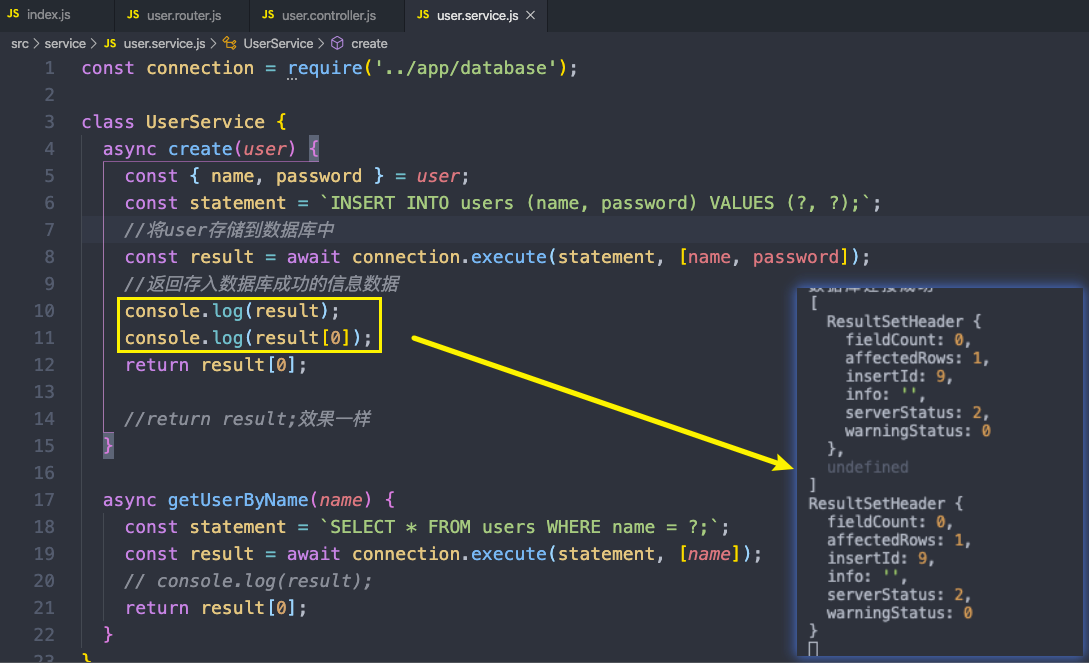 JS index.js
JS user.router.js
JS user.controller.js
JS user.service.js ×
src > service > JS user.service.js > UserService > create
1 const connection = require('../app/database');
2
3 class UserService {
4 async create(user) {
5 const { name, password } = user;
6 const statement = `INSERT INTO users (name, password) VALUES (?, ?);`;
7 //将user存储到数据库中
8 const result = await connection.execute(statement, [name, password]);
9 //返回存入数据库成功的信息数据
10 console.log(result);
11 console.log(result[0]);
12 return result[0];
13
14 //return result;效果一样
15 }
16
17 async getUserByName(name) {
18 const statement = `SELECT * FROM users WHERE name = ?;`;
19 const result = await connection.execute(statement, [name]);
20 // console.log(result);
21 return result[0];
22 }
23 }
数据库连接成功
[
ResultSetHeader {
fieldCount: 0,
affectedRows: 1,
insertId: 9,
info: '',
serverStatus: 2,
warningStatus: 0
},
undefined
]
ResultSetHeader {
fieldCount: 0,
affectedRows: 1,
insertId: 9,
info: '',
serverStatus: 2,
warningStatus: 0
}